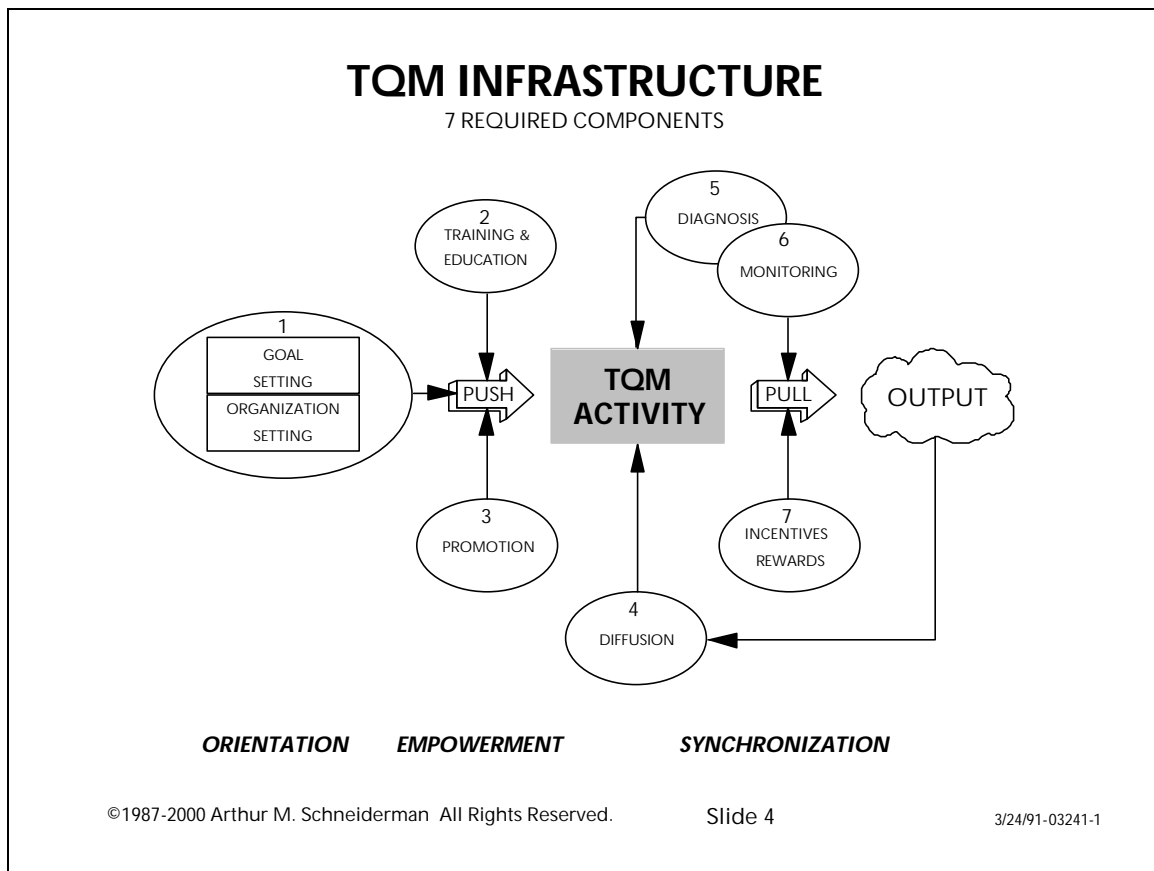 TQM INFRASTRUCTURE
7 REQUIRED COMPONENTS
1
GOAL
SETTING
ORGANIZATION
SETTING
2
TRAINING &
EDUCATION
PUSH
3
PROMOTION
5
DIAGNOSIS
6
MONITORING
TQM
ACTIVITY
PULL
OUTPUT
7
INCENTIVES
REWARDS
4
DIFFUSION
ORIENTATION EMPOWERMENT SYNCHRONIZATION
©1987-2000 Arthur M. Schneiderman All Rights Reserved. Slide 4 3/24/91-03241-1